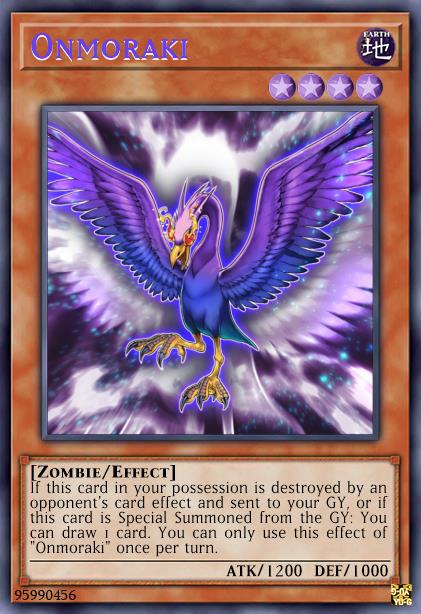 Onmoraki
EARTH
地
[Zombie/Effect]
If this card in your possession is destroyed by an
opponent's card effect and sent to your GY, or if
this card is Special Summoned from the GY: You
can draw 1 card. You can only use this effect of
"Onmoraki" once per turn.
ATK/1200 DEF/1000
95990456